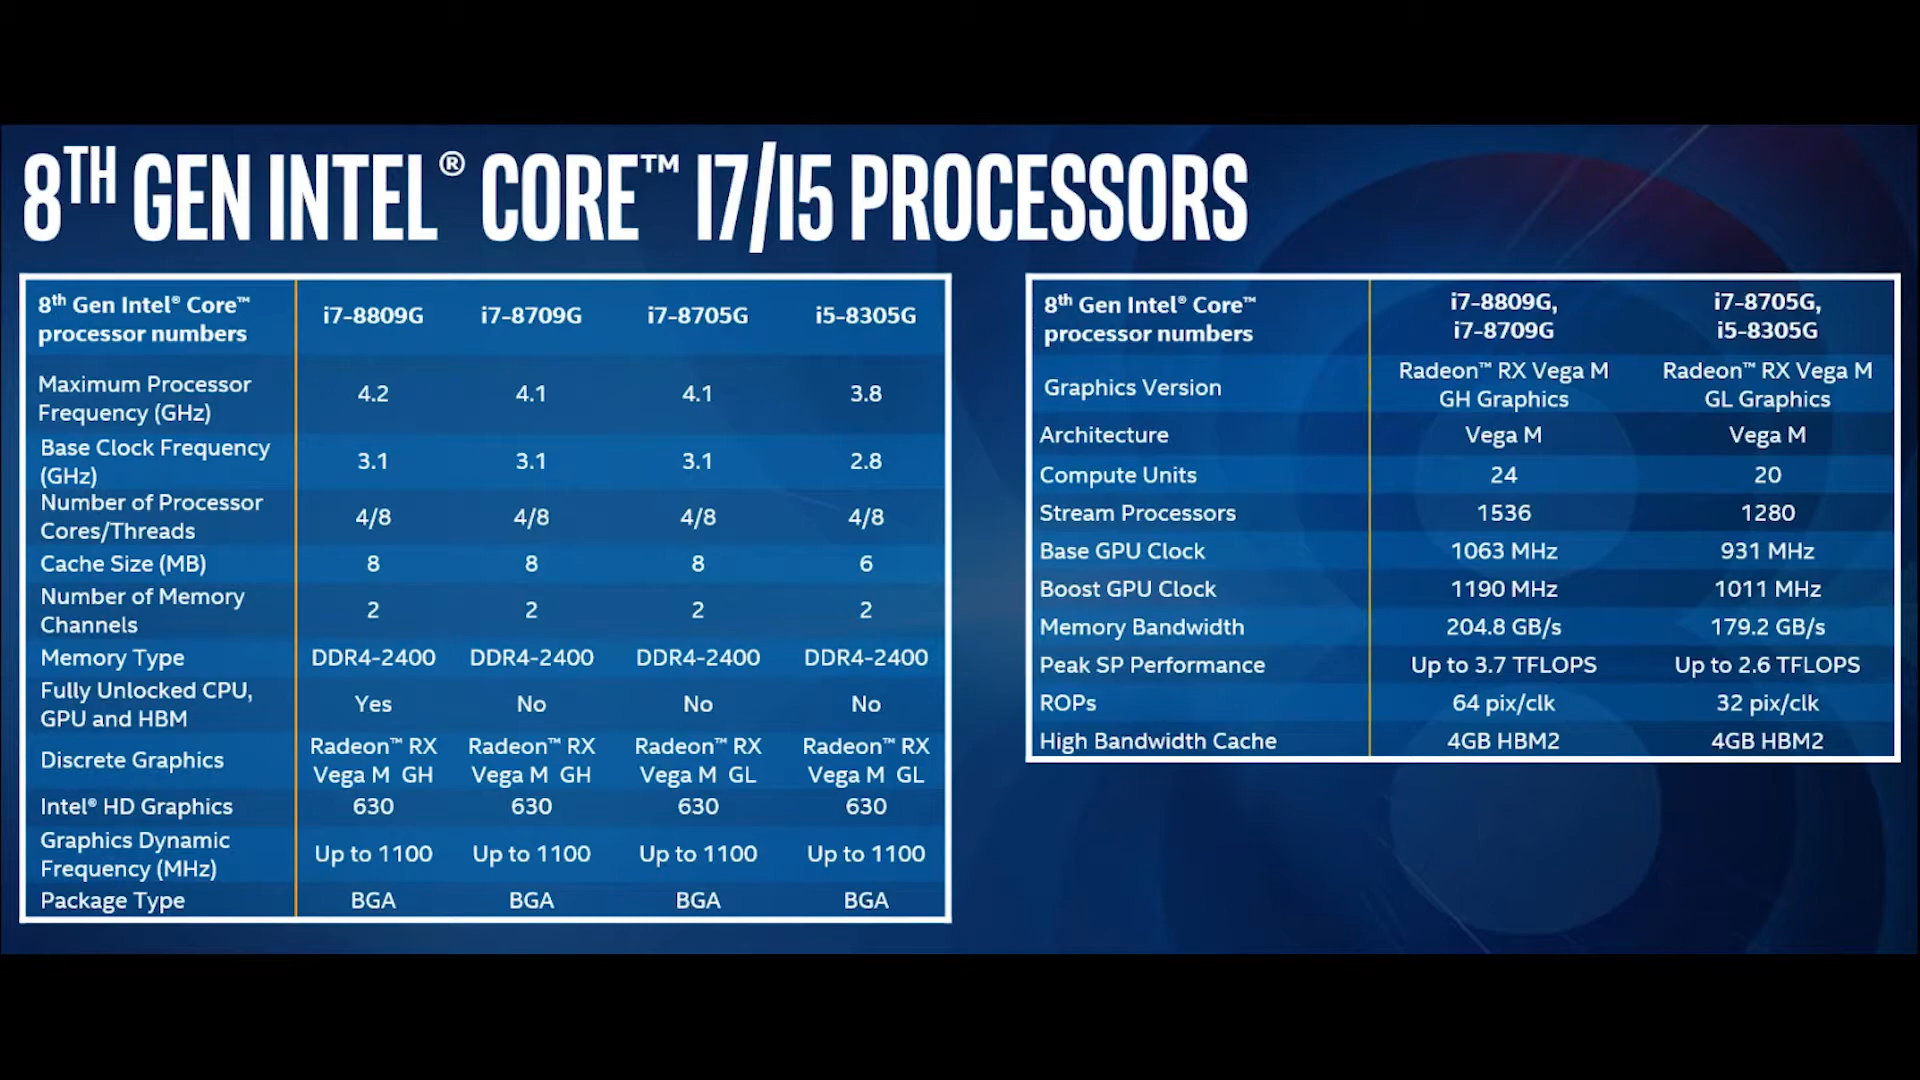 8TH GEN INTEL® CORE™ I7/I5 PROCESSORS
8th Gen Intel® Core™
processor numbers
i7-8809G
i7-8709G
i7-8705G
i5-8305G
Maximum Processor
Frequency (GHz)
4.2
4.1
4.1
3.8
Base Clock Frequency
(GHz)
3.1
3.1
3.1
2.8
Number of Processor
Cores/Threads
4/8
4/8
4/8
4/8
Cache Size (MB)
8
8
8
6
Number of Memory
Channels
2
2
2
2
Memory Type
DDR4-2400
DDR4-2400
DDR4-2400
DDR4-2400
Fully Unlocked CPU,
GPU and HBM
Yes
No
No
No
Discrete Graphics
Radeon™ RX
Vega M GH
Radeon™ RX
Vega M GH
Radeon™ RX
Vega M GL
Radeon™ RX
Vega M GL
Intel® HD Graphics
630
630
630
630
Graphics Dynamic
Frequency (MHz)
Up to 1100
Up to 1100
Up to 1100
Up to 1100
Package Type
BGA
BGA
BGA
BGA
8th Gen Intel® Core™
processor numbers
i7-8809G,
i7-8709G
i7-8705G,
i5-8305G
Graphics Version
Radeon™ RX Vega M
GH Graphics
Radeon™ RX Vega M
GL Graphics
Architecture
Vega M
Vega M
Compute Units
24
20
Stream Processors
1536
1280
Base GPU Clock
1063 MHz
931 MHz
Boost GPU Clock
1190 MHz
1011 MHz
Memory Bandwidth
204.8 GB/s
179.2 GB/s
Peak SP Performance
Up to 3.7 TFLOPS
Up to 2.6 TFLOPS
ROPs
64 pix/clk
32 pix/clk
High Bandwidth Cache
4GB HBM2
4GB HBM2